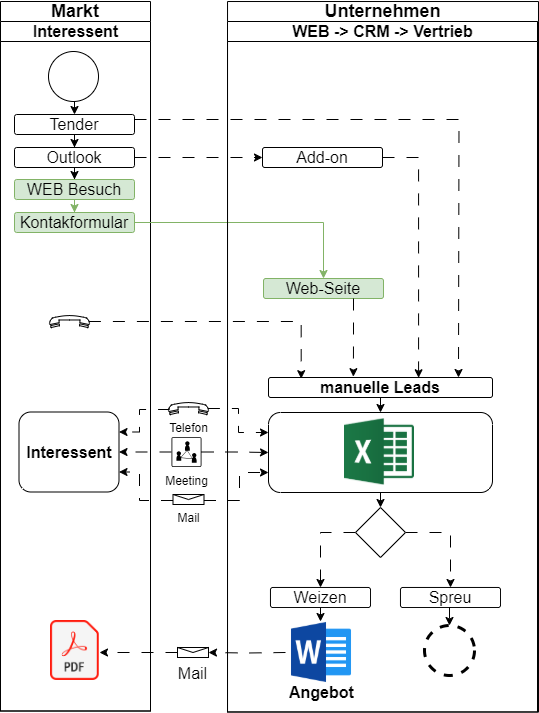 Markt
Unternehmen
Interessent
WEB -> CRM -> Vertrieb
Tender
Outlook
Add-on
WEB Besuch
Kontakformular
Web-Seite
manuelle Leads
Interessent
Telefon
X
Meeting
Mail
Weizen
Spreu
PDF
Mail
W
Angebot